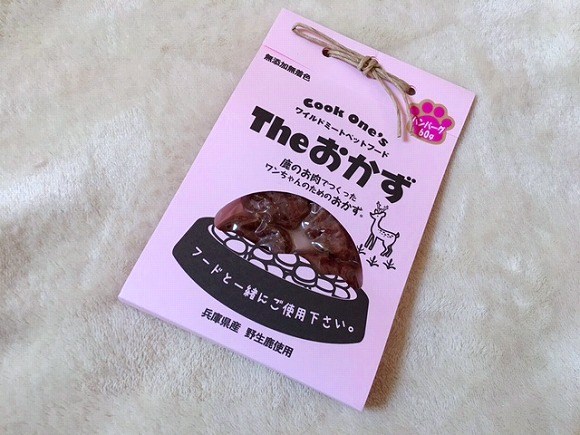 無添加無着色
Cook One's
ワイルドミートペットフード
Theおかず
ハンバーグ
60g
鹿のお肉でつくった
ワンちゃんのためのおかず。
フードと一緒にご使用下さい。
兵庫県産 野生鹿使用